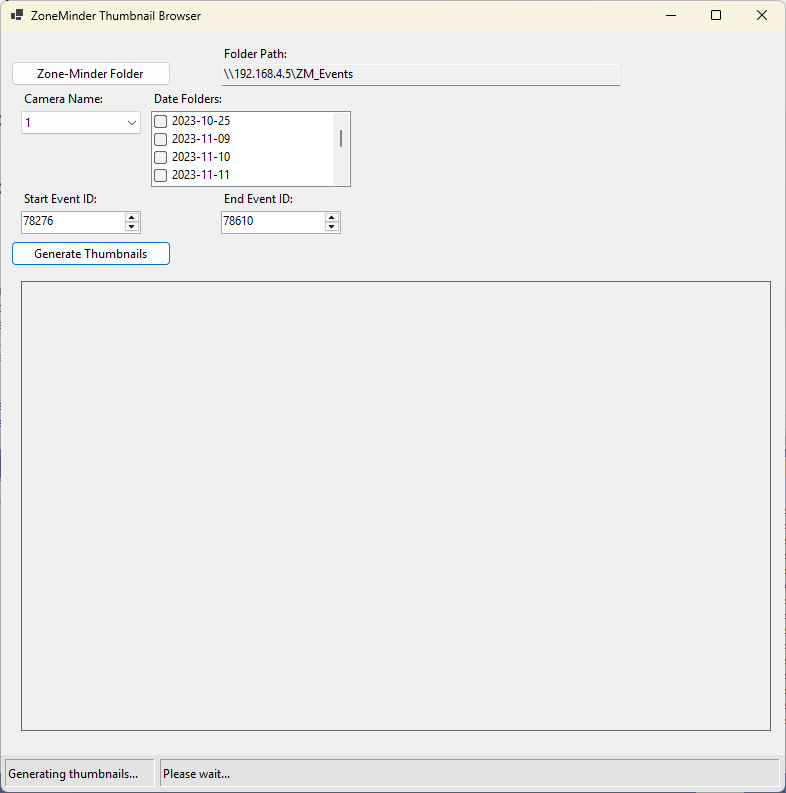 ZoneMinder Thumbnail Browser
Folder Path:
Zone-Minder Folder
\\192.168.4.5\ZM_Events
Camera Name:
Date Folders:
1
2023-10-25
2023-11-09
2023-11-10
2023-11-11
Start Event ID:
End Event ID:
78276
78610
Generate Thumbnails
Generating thumbnails...
Please wait...